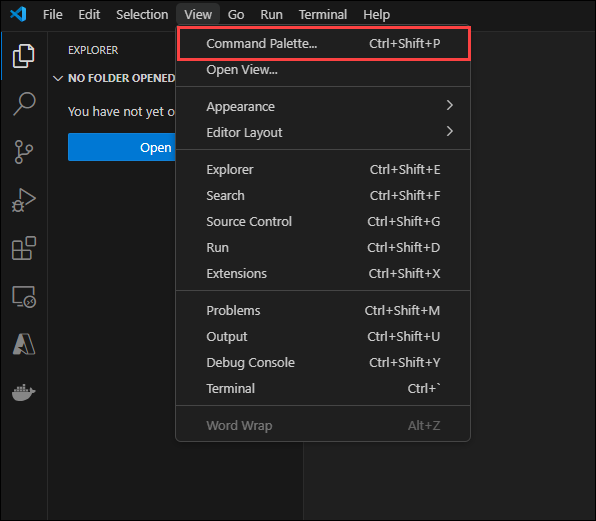 File Edit Selection View Go Run Terminal Help
EXPLORER
NO FOLDER OPENED
You have not yet o
Open
Command Palette... Ctrl+Shift+P
Open View...
Appearance
Editor Layout
Explorer Ctrl+Shift+E
Search Ctrl+Shift+F
Source Control Ctrl+Shift+G
Run Ctrl+Shift+D
Extensions Ctrl+Shift+X
Problems Ctrl+Shift+M
Output Ctrl+Shift+U
Debug Console Ctrl+Shift+Y
Terminal Ctrl+`
Word Wrap Alt+Z